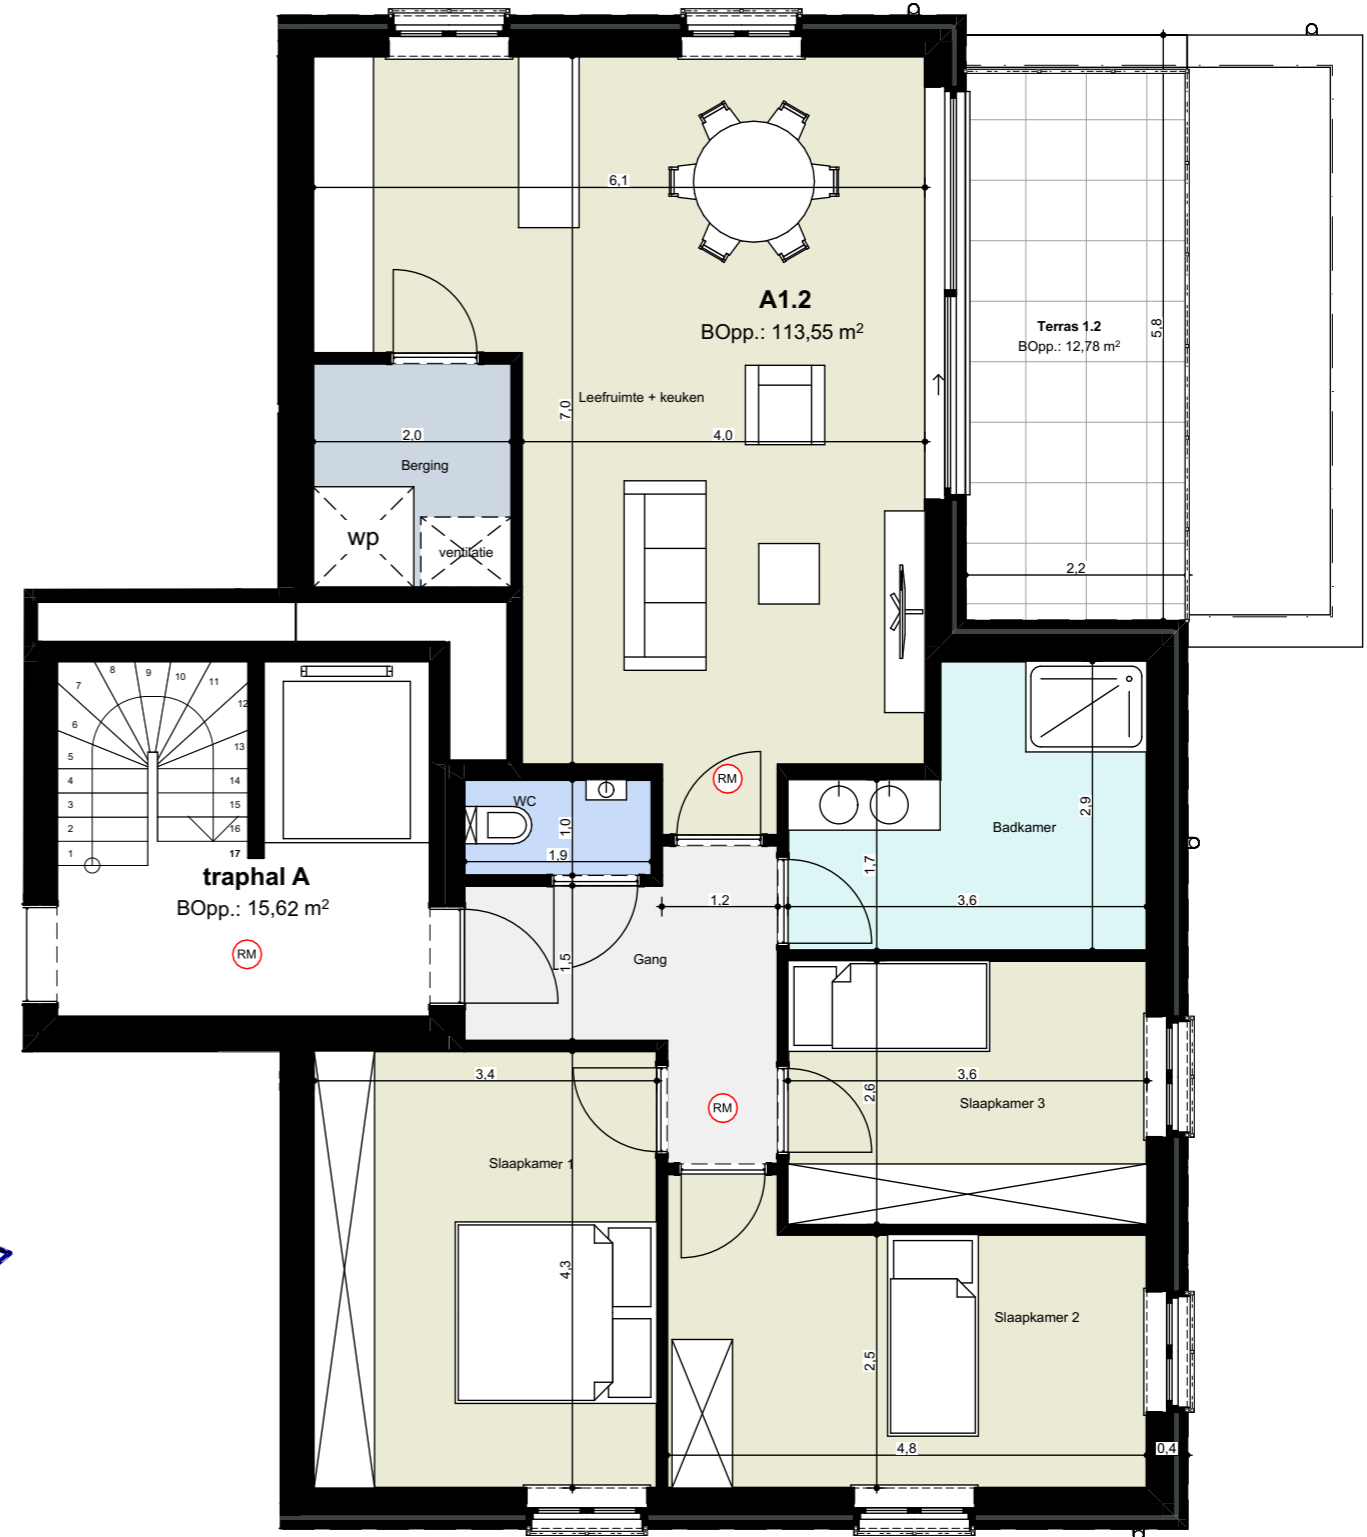 6,1
A1.2
BOpp.: 113,55 m²
Terras 1.2
BOpp.: 12,78 m²
5,8
7,0
Leefruimte + keuken
2,0
4,0
Berging
wp
ventilatie
2,2
7
8
9
10
11
12
13
6
5
4
3
2
1
14
15
16
17
RM
WC
1,0
1,9
2,9
Badkamer
1,7
traphal A
BOpp.: 15,62 m²
RM
1,2
3,6
1,5
Gang
3,4
3,6
2,6
Slaapkamer 3
RM
Slaapkamer 1
4,3
Slaapkamer 2
2,5
4,8
0,4